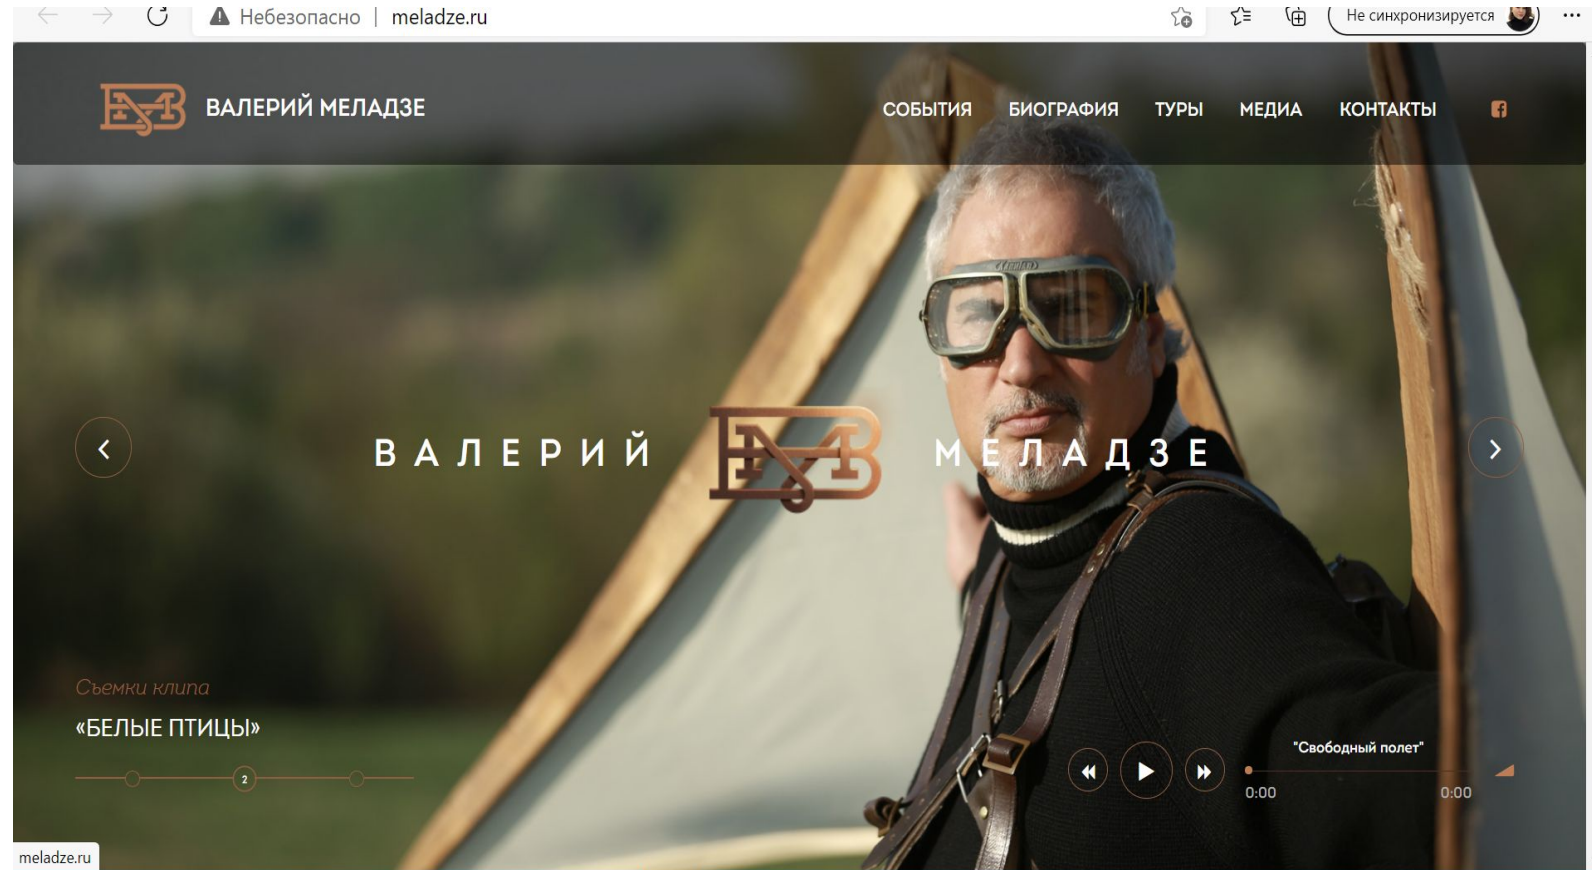 Небезопасно | meladze.ru
Не синхронизируется
ВАЛЕРИЙ МЕЛАДЗЕ
СОБЫТИЯ БИОГРАФИЯ ТУРЫ МЕДИА КОНТАКТЫ
ВАЛЕРИЙ МЕЛАДЗЕ
Съемки клипа
«БЕЛЫЕ ПТИЦЫ»
2
"Свободный полет"
0:00 0:00
meladze.ru